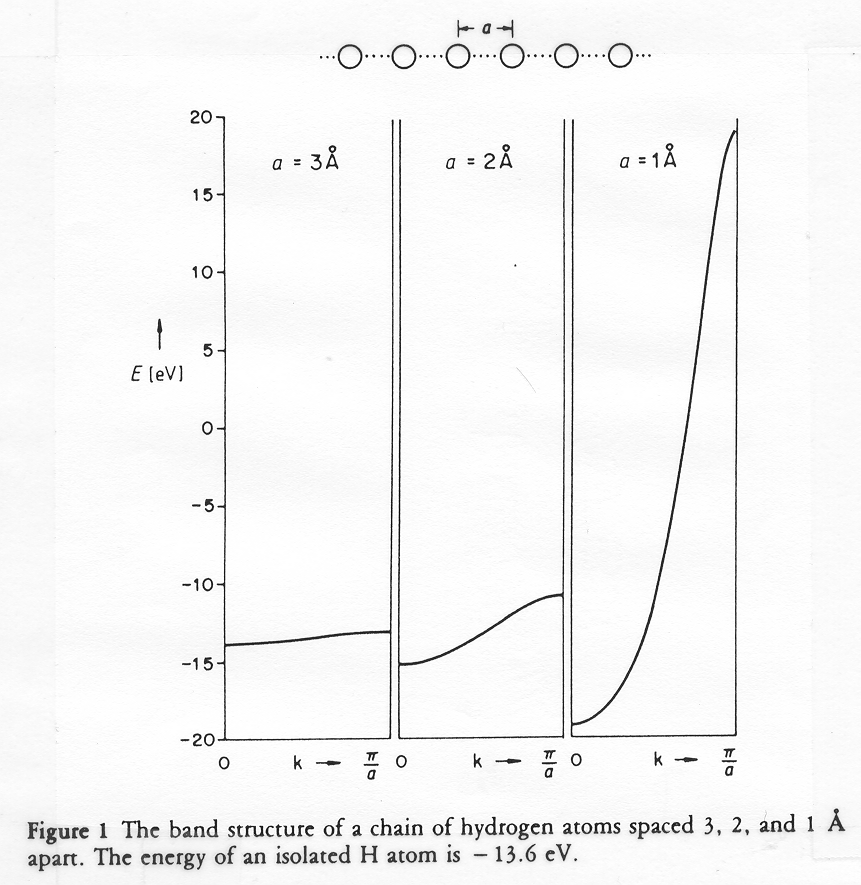 a
20
a = 3Å
a = 2Å
a = 1Å
15
10
5
E [eV]
0
−5
−10
−15
−20
0 k → π/a 0 k → π/a 0 k → π/a
Figure 1 The band structure of a chain of hydrogen atoms spaced 3, 2, and 1 Å
apart. The energy of an isolated H atom is − 13.6 eV.